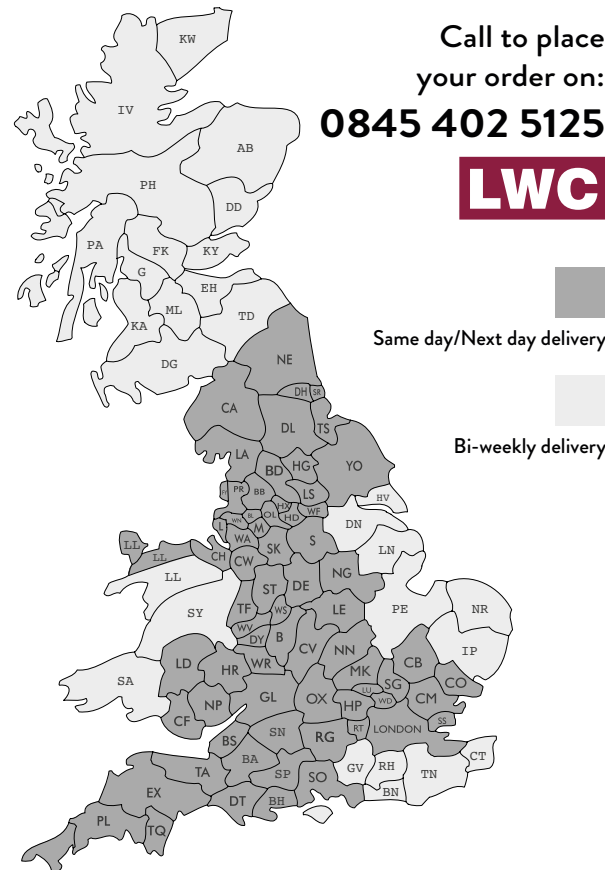 Call to place
your order on:
0845 402 5125
LWC
Same day/Next day delivery
Bi-weekly delivery
KW
IV
AB
PH
DD
PA
FK
KY
G
EH
ML
TD
KA
DG
NE
DH
SR
CA
DL
TS
LA
BD
HG
YO
PR
BB
LS
HV
HX
WF
L
WN
BL
OL
HD
DN
M
WA
S
LL
LL
CH
CW
SK
LN
LL
ST
DE
NG
SY
TF
WS
LE
PE
NR
WV
DY
B
IP
LD
HR
WR
CV
NN
MK
CB
SA
LU
SG
CO
NP
GL
OX
HP
WD
CM
CF
SS
BS
SN
RG
RT
LONDON
BA
GV
RH
CT
TA
SP
SO
TN
EX
DT
BH
BN
PL
TQ